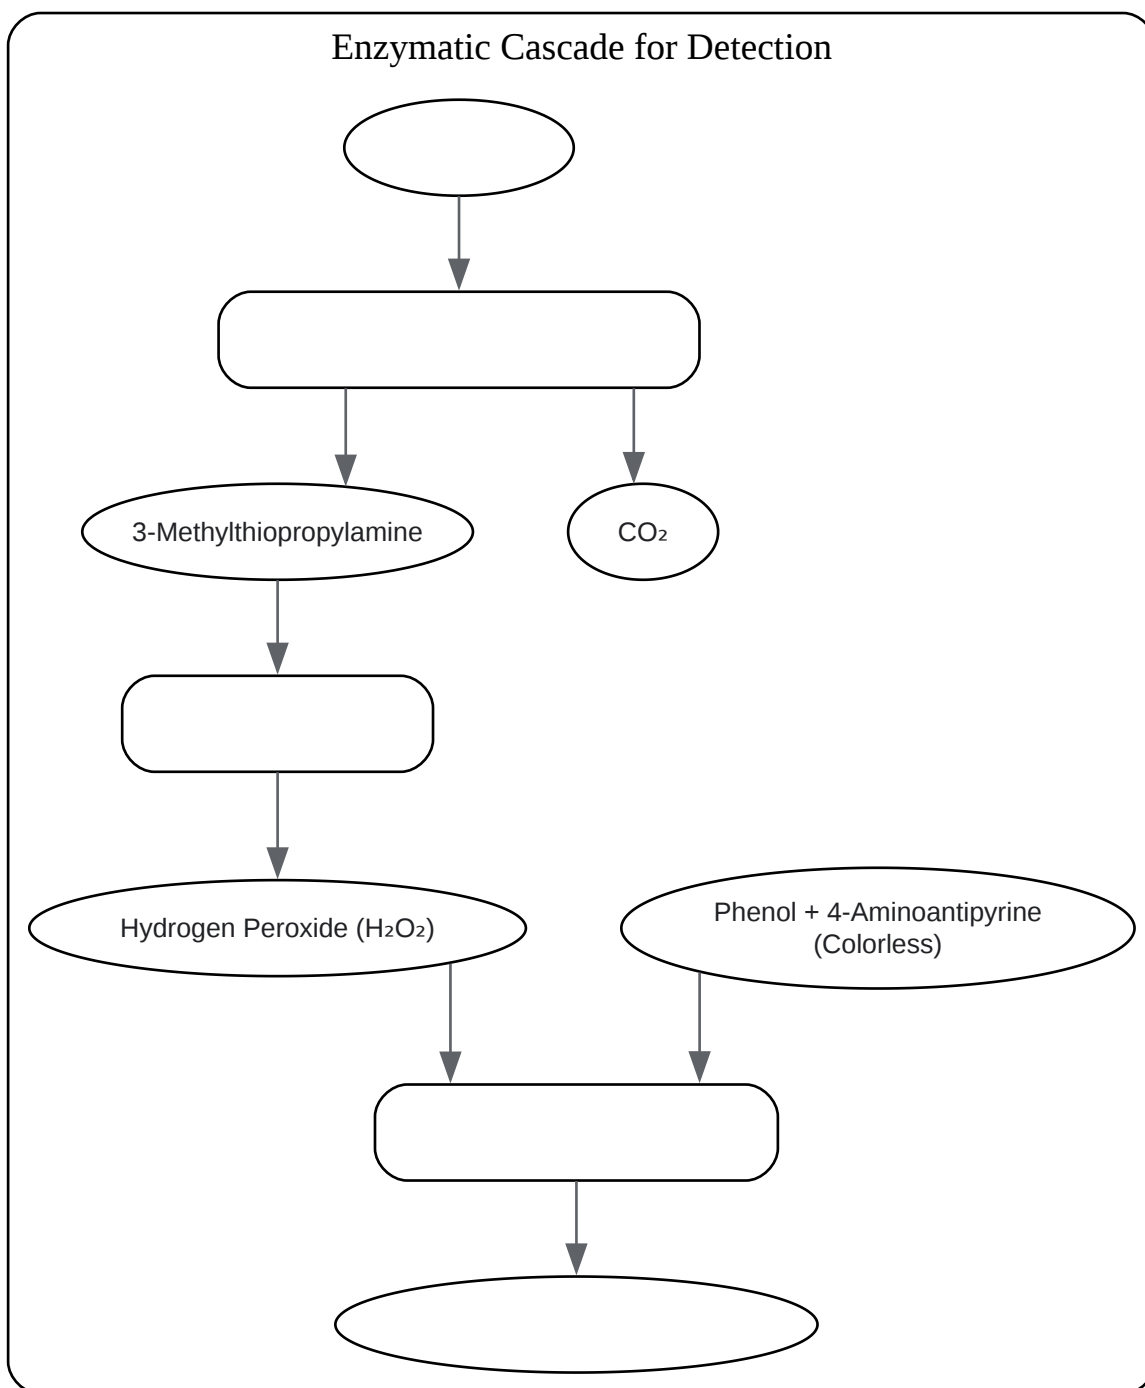 Enzymatic Cascade for Detection
3-Methylthiopropylamine
CO₂
Hydrogen Peroxide (H₂O₂)
Phenol + 4-Aminoantipyrine
(Colorless)